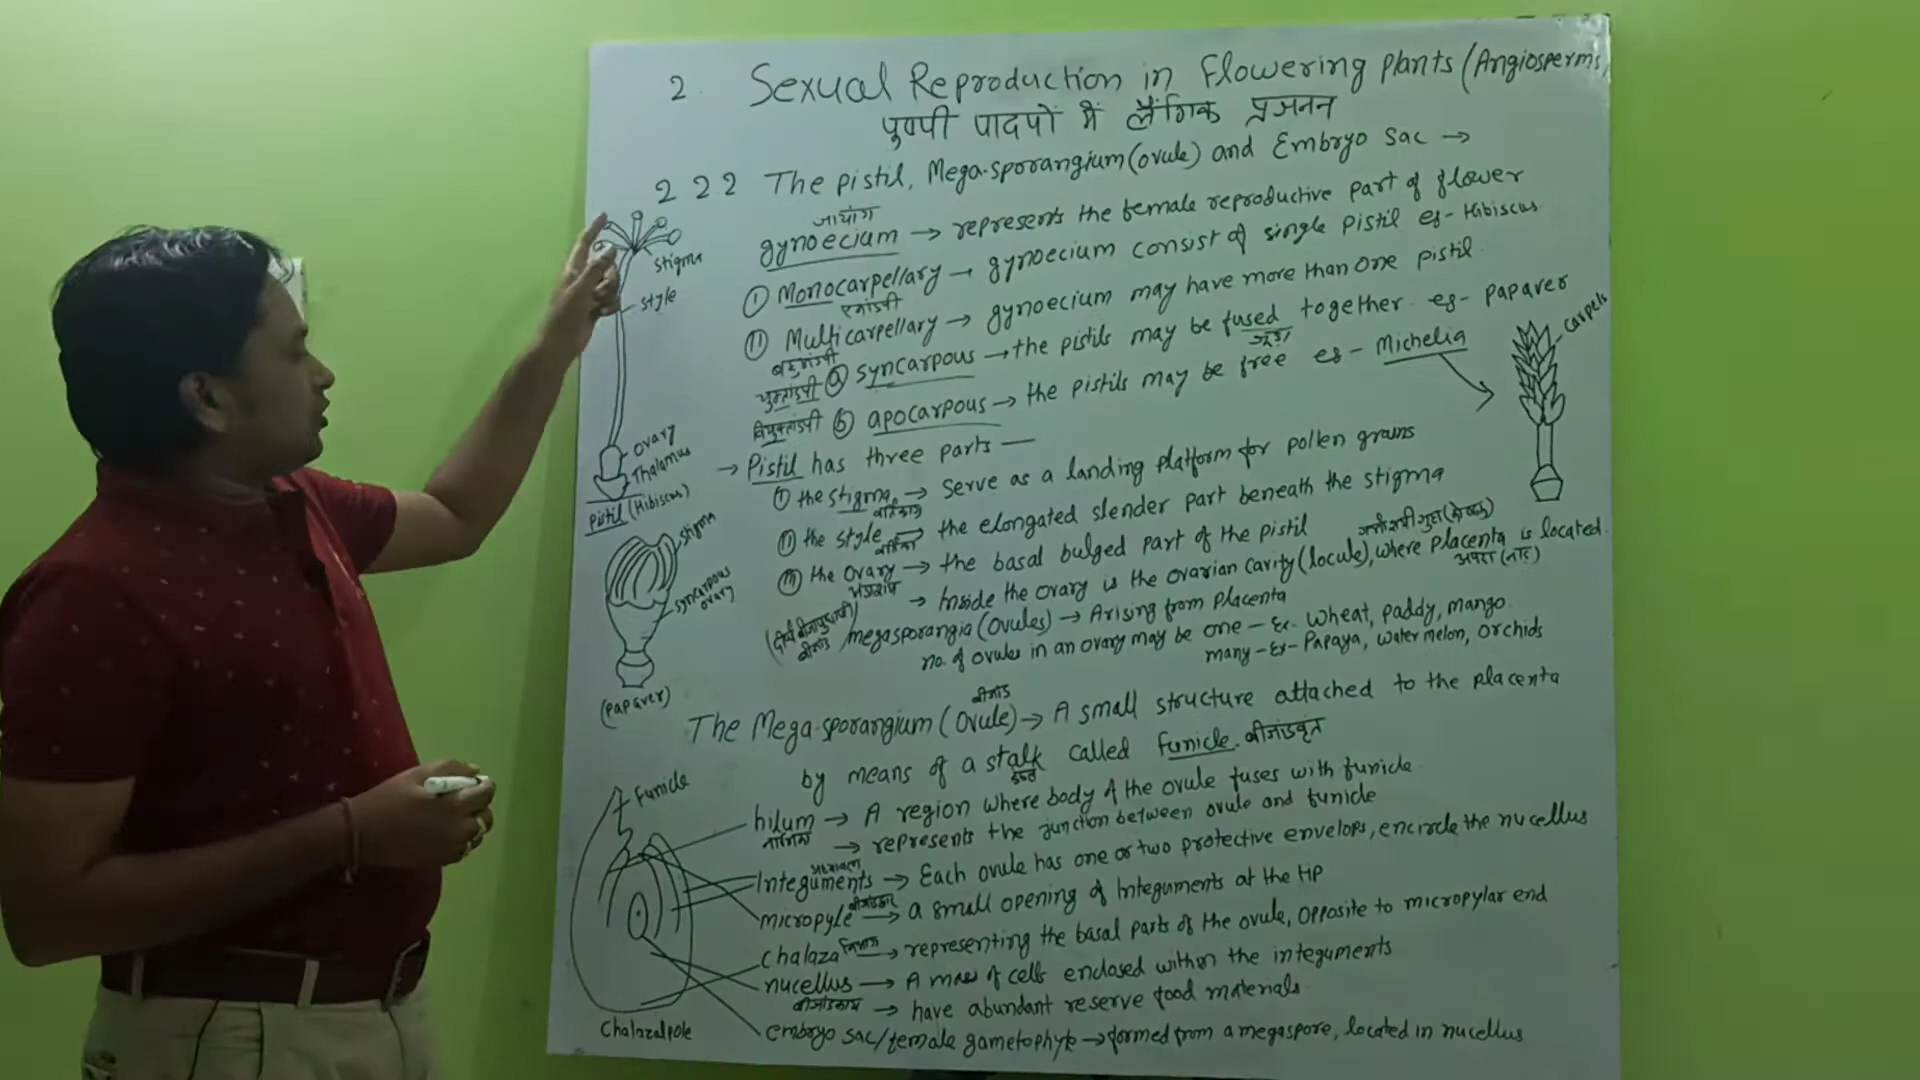 2. Sexual Reproduction in Flowering Plants (Angiosperms)
पुष्पी पादपों में लैंगिक प्रजनन
2 2 2 The Pistil, Mega-sporangium (ovule) and Embryo Sac →
जायांग
gynoecium → represents the female reproductive part of flower
① Monocarpellary → gynoecium consist of single Pistil eg- Hibiscus.
एकांडपी
⑪ Multicarpellary → gynoecium may have more than one pistil.
बहुअंडपी
युक्तांडपी ⓐ syncarpous → the pistils may be fused together. eg- Papaver
जुड़ा
वियुक्तांडपी ⓑ apocarpous → the pistils may be free eg - Michelia
carpels
stigma
style
ovary
Thalamus
Pistil (Hibiscus)
→ Pistil has three parts —
① the stigma → Serve as a landing platform for pollen grains
वर्तिकाग्र
⑪ the style → the elongated slender part beneath the stigma
वर्तिका
⑪ the Ovary → the basal bulged part of the pistil
अंडाशय
→ Inside the ovary is the ovarian cavity (locule), where Placenta is located.
megasporangia (Ovules) → Arising from Placenta
बीजांड
no. of ovules in an ovary may be one - Ex. wheat, paddy, mango.
many - Ex- Papaya, water melon, orchids
stigma
syncarpous ovary
(Papaver)
बीजांड
The Mega-sporangium (Ovule) → A small structure attached to the placenta
by means of a stalk called Funicle. बीजांडवृन्त
Funicle
hilum → A region where body of the ovule fuses with funicle.
नाभिका
→ represents the junction between ovule and funicle
Integuments → Each ovule has one or two protective envelops, encircle the nucellus
micropyle → a small opening of Integuments at the tip
chalaza → representing the basal parts of the ovule, opposite to micropylar end
nucellus → A mass of cells enclosed within the integuments
बीजांडकाय
→ have abundant reserve food materials.
embryo sac/female gametophyte → formed from a megaspore, located in nucellus
Chalazal pole